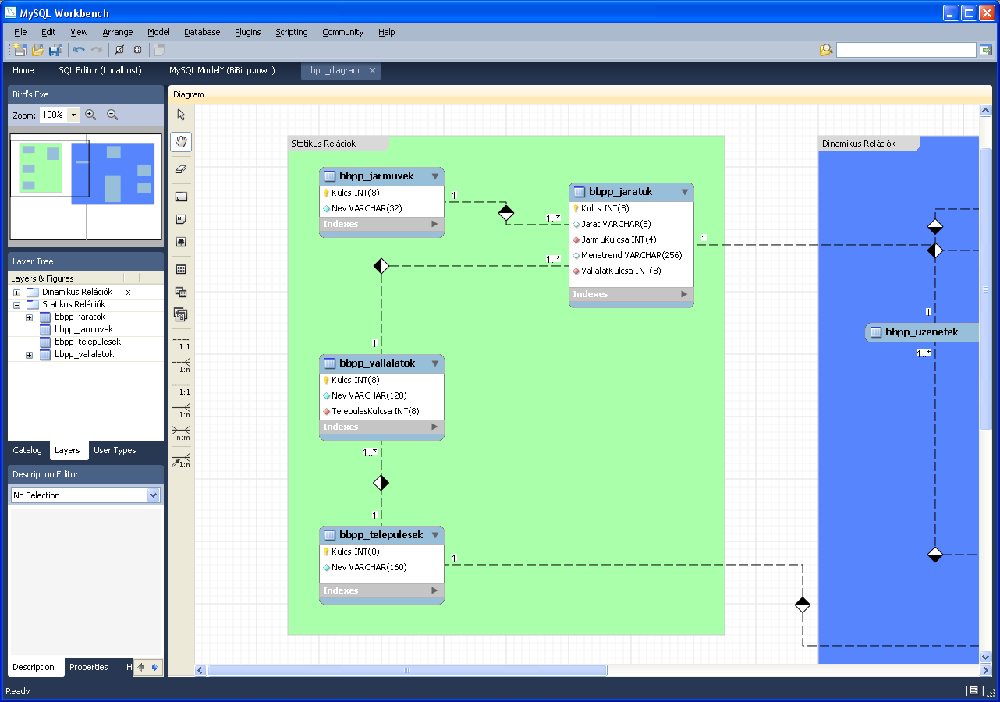 MySQL Workbench
File Edit View Arrange Model Database Plugins Scripting Community Help
Home SQL Editor (Localhost) MySQL Model* (BiBipp.mwb) bbpp_diagram
Bird's Eye
Zoom: 100%
Layer Tree
Layers & Figures
Dinamikus Relációk x
Statikus Relációk
bbpp_jaratok
bbpp_jarmuvek
bbpp_telepulesek
bbpp_vallalatok
Catalog Layers User Types
Description Editor
No Selection
Description Properties H
Ready
Diagram
1:1
1:n
1:1
1:n
n:m
1:n
Statikus Relációk
bbpp_jarmuvek
Kulcs INT(8)
Nev VARCHAR(32)
Indexes
1
1..*
bbpp_jaratok
Kulcs INT(8)
Jarat VARCHAR(8)
JarmuKulcsa INT(4)
Menetrend VARCHAR(256)
VallalatKulcsa INT(8)
Indexes
1
1..*
1
bbpp_vallalatok
Kulcs INT(8)
Nev VARCHAR(128)
TelepulesKulcsa INT(8)
Indexes
1..*
1
bbpp_telepulesek
Kulcs INT(8)
Nev VARCHAR(160)
Indexes
1
Dinamikus Relációk
1
bbpp_uzenetek
1..*